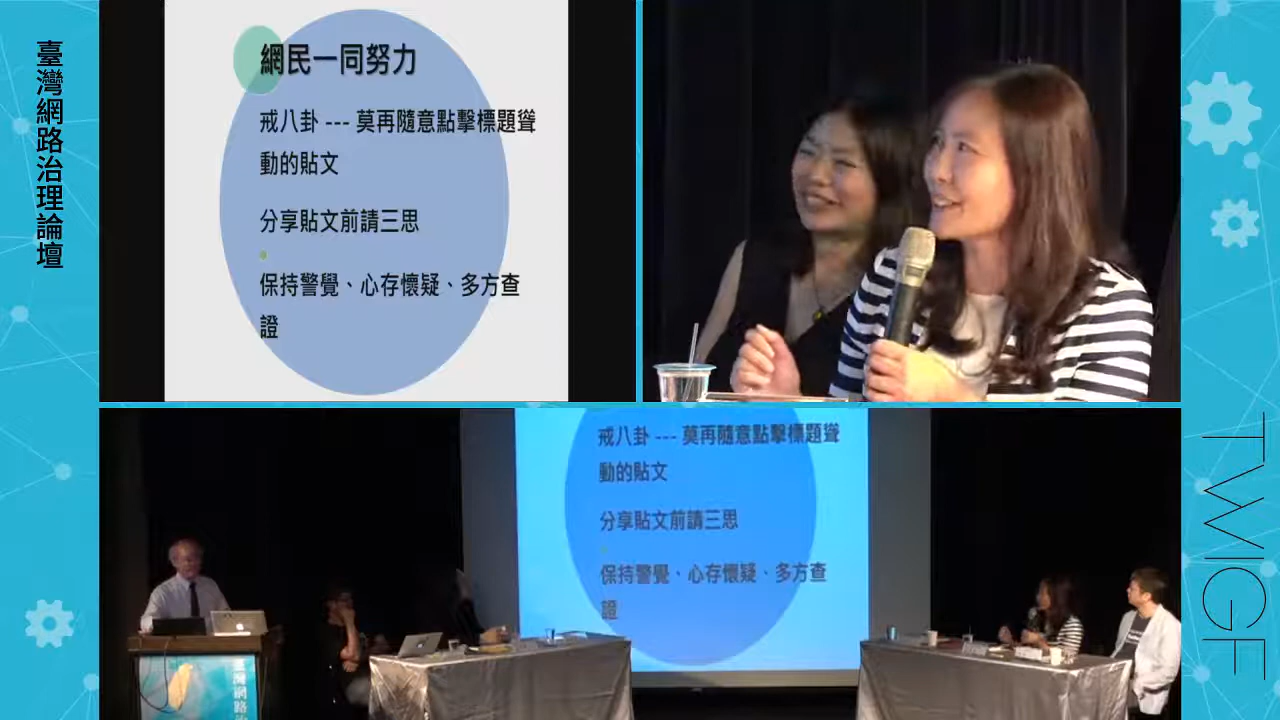 臺灣網路治理論壇
網民一同努力
戒八卦 --- 莫再隨意點擊標題聳
動的貼文
分享貼文前請三思
保持警覺、心存懷疑、多方查
證
戒八卦 --- 莫再隨意點擊標題聳
動的貼文
分享貼文前請三思
保持警覺、心存懷疑、多方查
證
臺灣網路
TWIGF